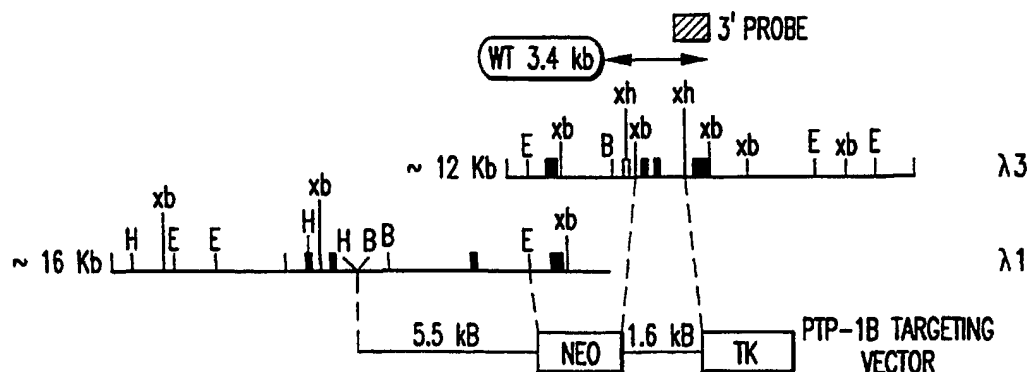 3' PROBE
WT 3.4 kb
xh xh
xb xb xb
E B xb E xb E
~ 12 Kb λ3
xb H xb xb
H E E H B B E
~ 16 Kb λ1
5.5 kB 1.6 kB
NEO TK
PTP-1B TARGETING
VECTOR